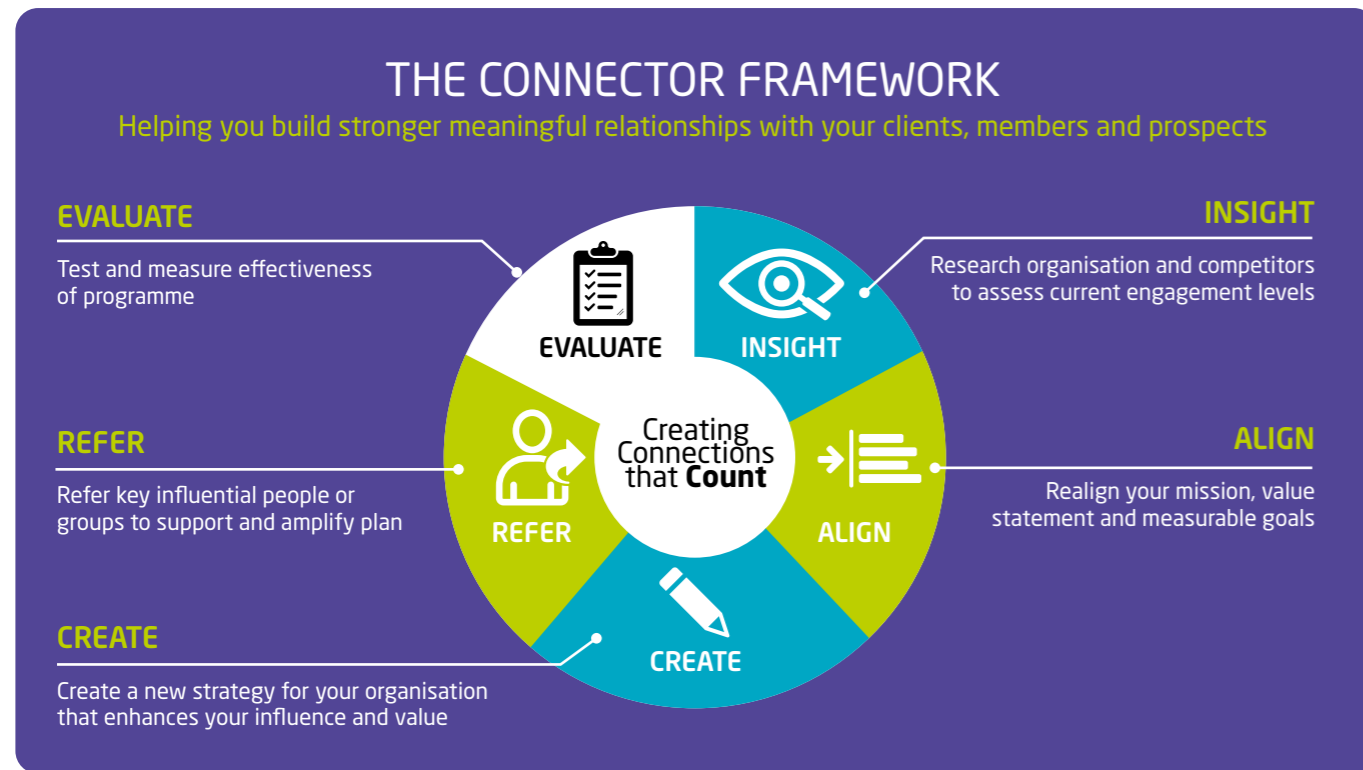 THE CONNECTOR FRAMEWORK
Helping you build stronger meaningful relationships with your clients, members and prospects
EVALUATE
Test and measure effectiveness
of programme
REFER
Refer key influential people or
groups to support and amplify plan
CREATE
Create a new strategy for your organisation
that enhances your influence and value
EVALUATE
INSIGHT
REFER
ALIGN
CREATE
Creating
Connections
that Count
INSIGHT
Research organisation and competitors
to assess current engagement levels
ALIGN
Realign your mission, value
statement and measurable goals